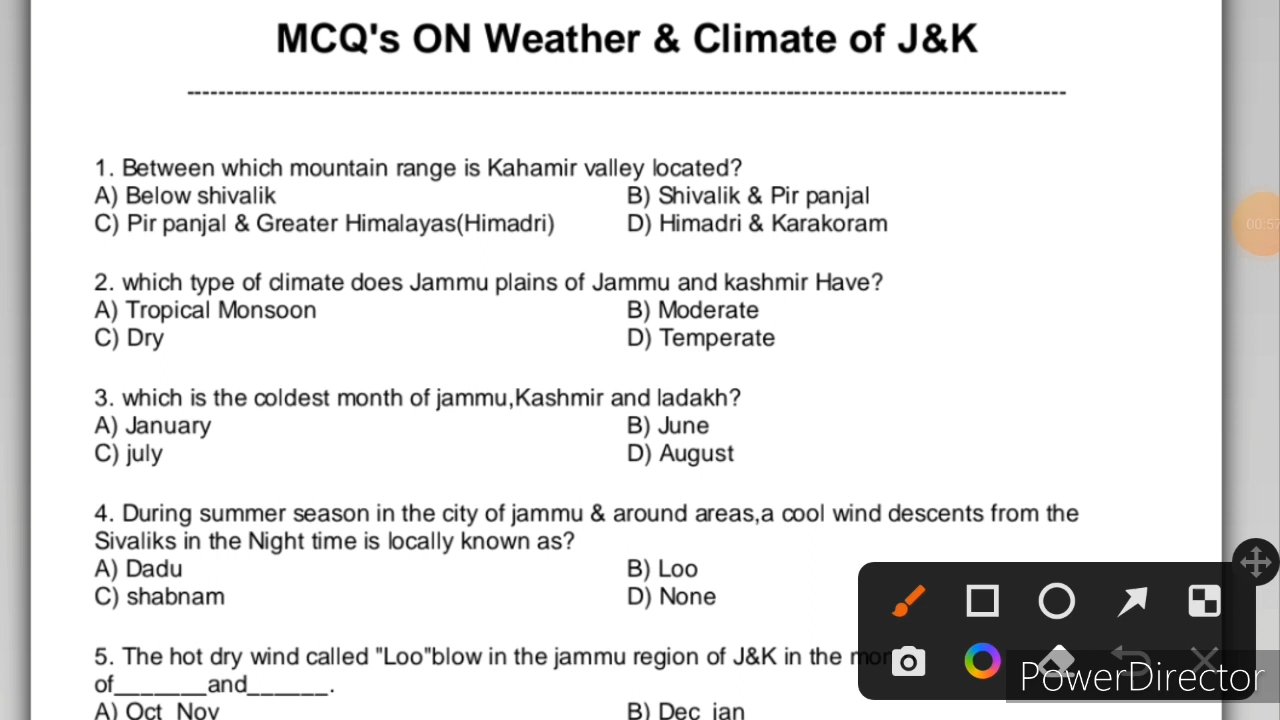 MCQ's ON Weather & Climate of J&K
--------------------------------------------------------------------------------------------------------------------
1. Between which mountain range is Kahamir valley located?
A) Below shivalik B) Shivalik & Pir panjal
C) Pir panjal & Greater Himalayas(Himadri) D) Himadri & Karakoram
2. which type of climate does Jammu plains of Jammu and kashmir Have?
A) Tropical Monsoon B) Moderate
C) Dry D) Temperate
3. which is the coldest month of jammu,Kashmir and ladakh?
A) January B) June
C) july D) August
4. During summer season in the city of jammu & around areas,a cool wind descents from the
Sivaliks in the Night time is locally known as?
A) Dadu B) Loo
C) shabnam D) None
5. The hot dry wind called "Loo"blow in the jammu region of J&K in the
of_______and______.
A) Oct Nov B) Dec jan
PowerDirector